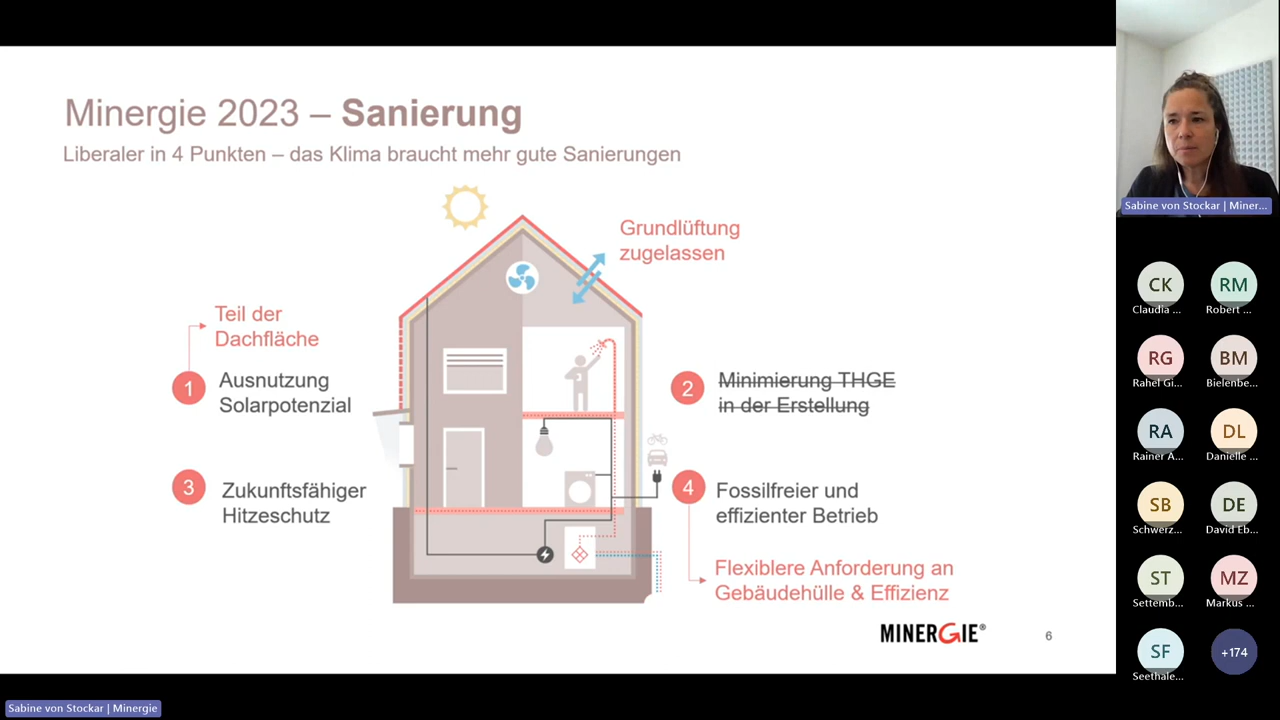 Minergie 2023 – Sanierung
Liberaler in 4 Punkten – das Klima braucht mehr gute Sanierungen
Grundlüftung
zugelassen
Teil der
Dachfläche
1 Ausnutzung
Solarpotenzial
2 Minimierung THGE
in der Erstellung
3 Zukunftsfähiger
Hitzeschutz
4 Fossilfreier und
effizienter Betrieb
Flexiblere Anforderung an
Gebäudehülle & Effizienz
MINERGIE®
6
Sabine von Stockar | Miner...
CK RM
Claudia ... Robert ...
RG BM
Rahel Gi... Bielenbe...
RA DL
Rainer A... Danielle ...
SB DE
Schwerz... David Eb...
ST MZ
Settemb... Markus ...
SF +174
Seethale...
Sabine von Stockar | Minergie